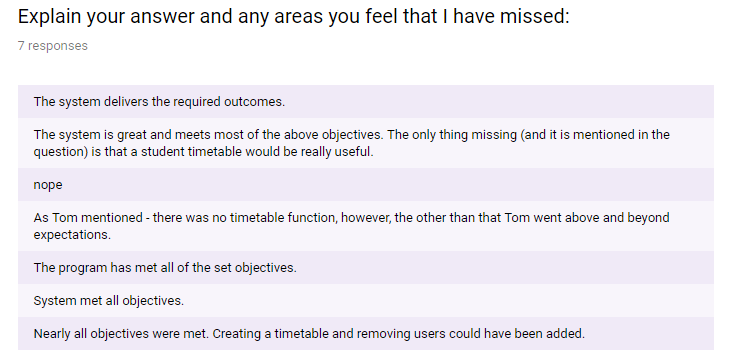 Explain your answer and any areas you feel that I have missed:
7 responses
The system delivers the required outcomes.
The system is great and meets most of the above objectives. The only thing missing (and it is mentioned in the
question) is that a student timetable would be really useful.
nope
As Tom mentioned - there was no timetable function, however, the other than that Tom went above and beyond
expectations.
The program has met all of the set objectives.
System met all objectives.
Nearly all objectives were met. Creating a timetable and removing users could have been added.